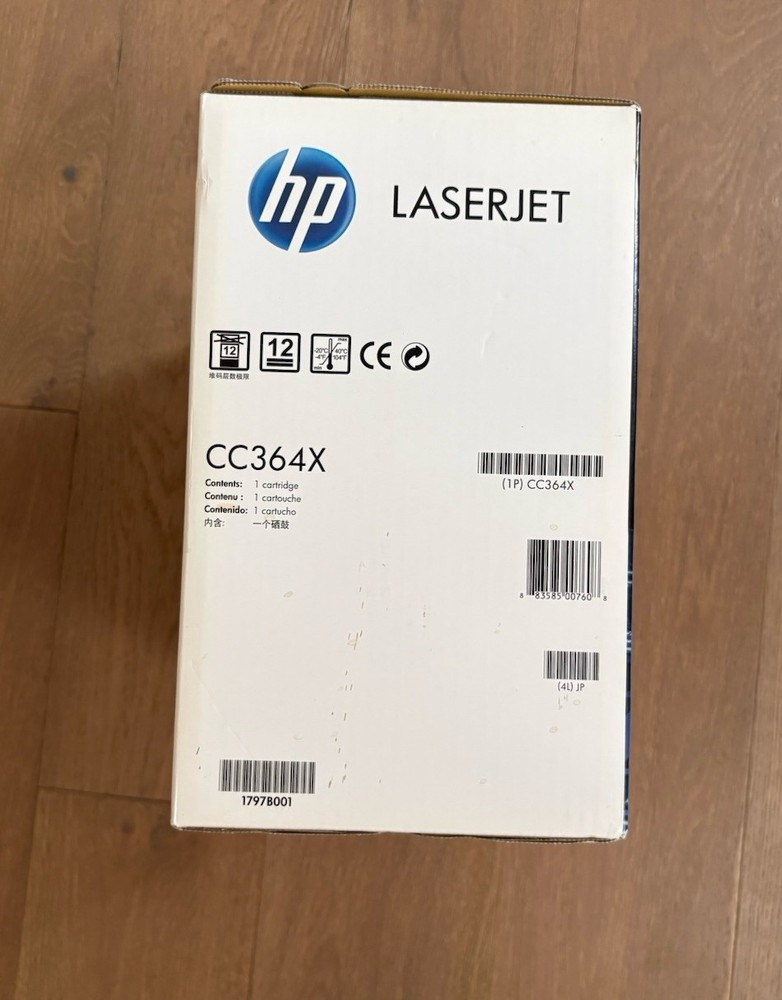 hp LASERJET
12 12 max -20°C 40°C
-4°F 104°F
min CE
堆码层数极限
CC364X
Contents: 1 cartridge
Contenu : 1 cartouche
Contenido: 1 cartucho
内含: 一个硒鼓
(1P) CC364X
8 83585 00760 8
(4L) JP
1797B001